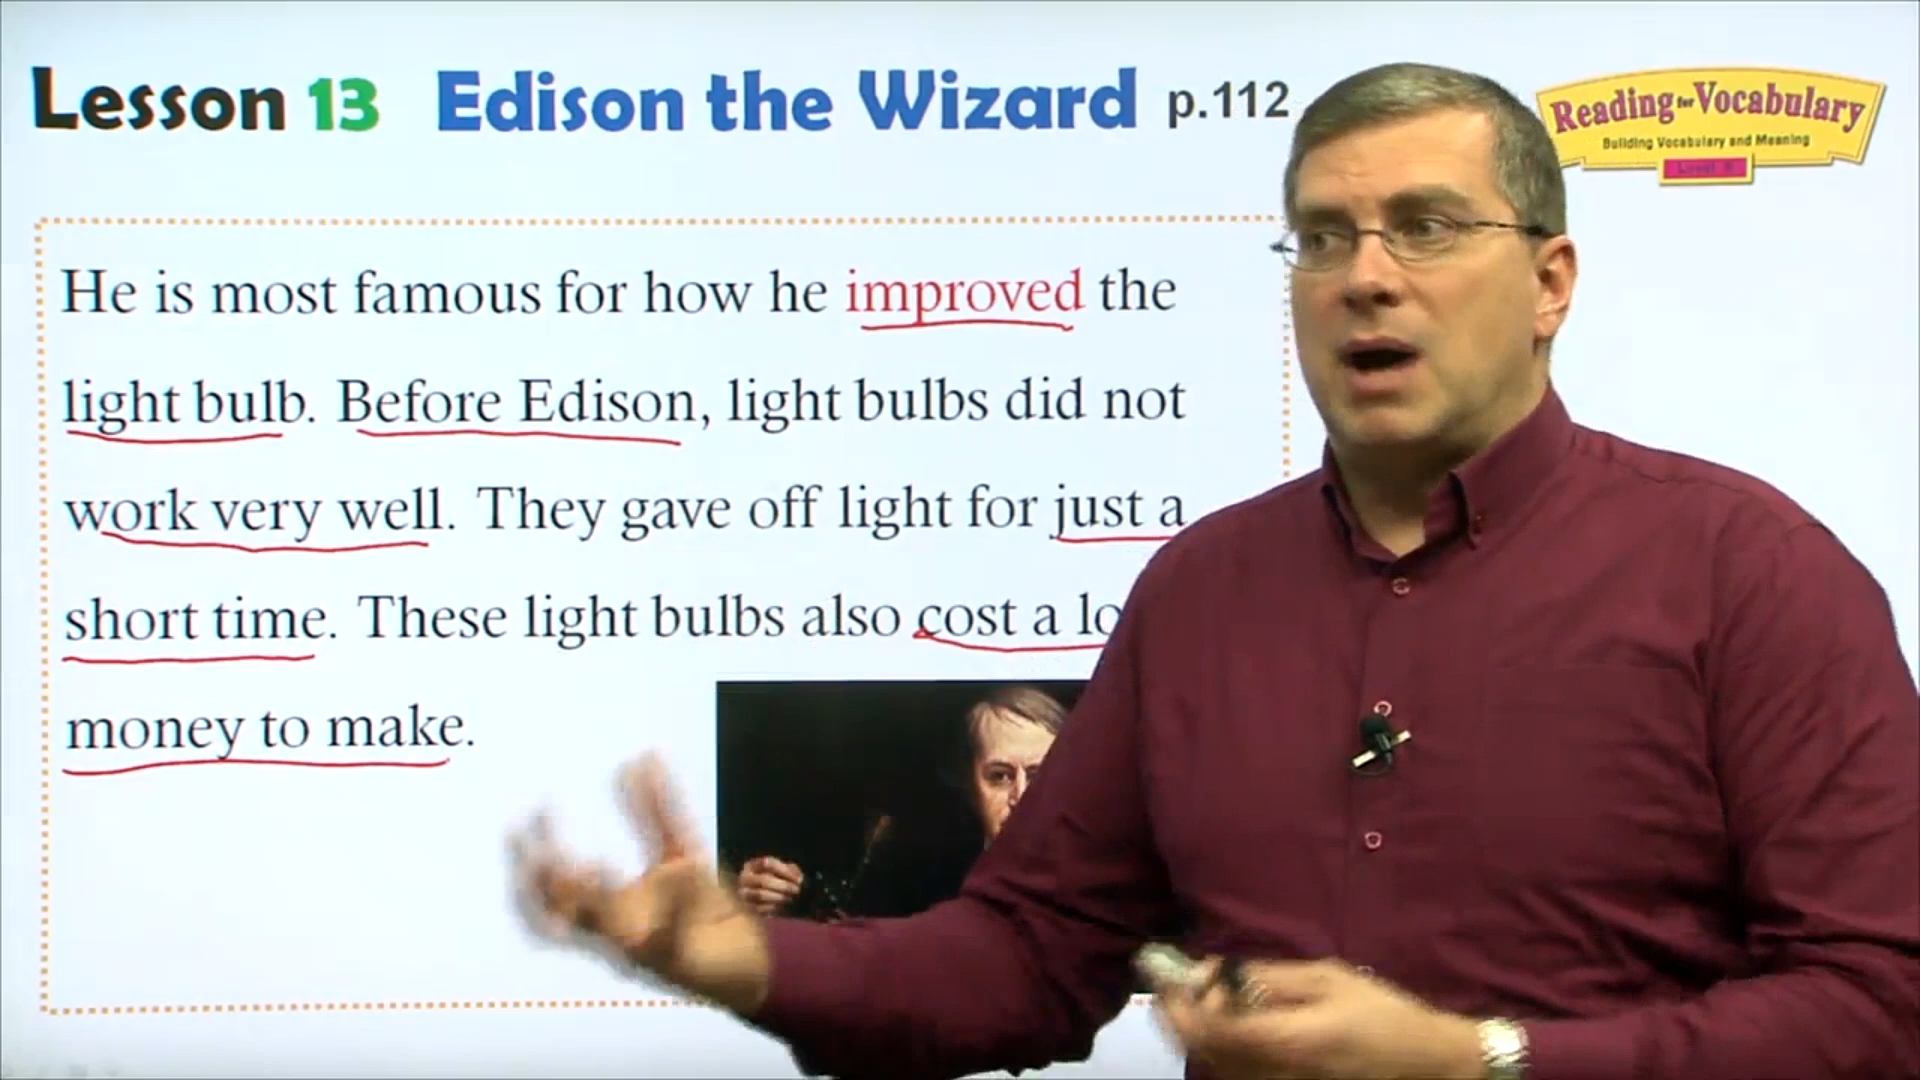 Lesson 13 Edison the Wizard p.112
Reading for Vocabulary
Building Vocabulary and Meaning
He is most famous for how he improved the
light bulb. Before Edison, light bulbs did not
work very well. They gave off light for just a
short time. These light bulbs also cost a lo
money to make.